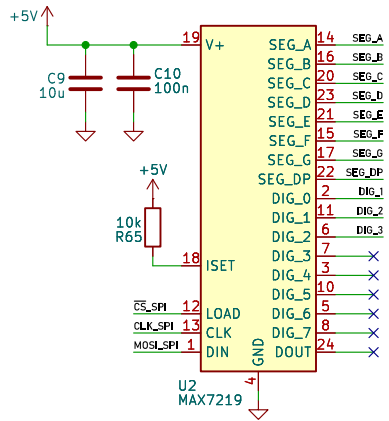 +5V
19 V+ SEG_A 14 SEG_A
SEG_B 16 SEG_B
C9 C10 SEG_C 20 SEG_C
10u 100n SEG_D 23 SEG_D
SEG_E 21 SEG_E
SEG_F 15 SEG_F
SEG_G 17 SEG_G
+5V SEG_DP 22 SEG_DP
DIG_0 2 DIG_1
10k DIG_1 11 DIG_2
R65 DIG_2 6 DIG_3
DIG_3 7
18 ISET DIG_4 3
DIG_5 10
C̅S̅_SPI 12 LOAD DIG_6 5
CLK_SPI 13 CLK DIG_7 8
MOSI_SPI 1 DIN DOUT 24
GND
4
U2
MAX7219